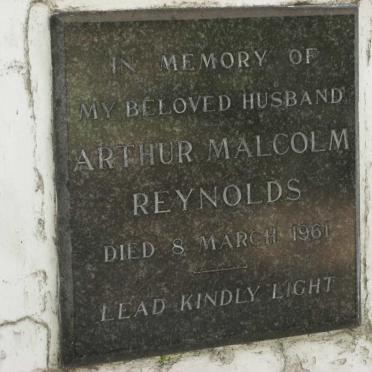 IN MEMORY OF
MY BELOVED HUSBAND
ARTHUR MALCOLM
REYNOLDS
DIED 8 MARCH 1961
LEAD KINDLY LIGHT